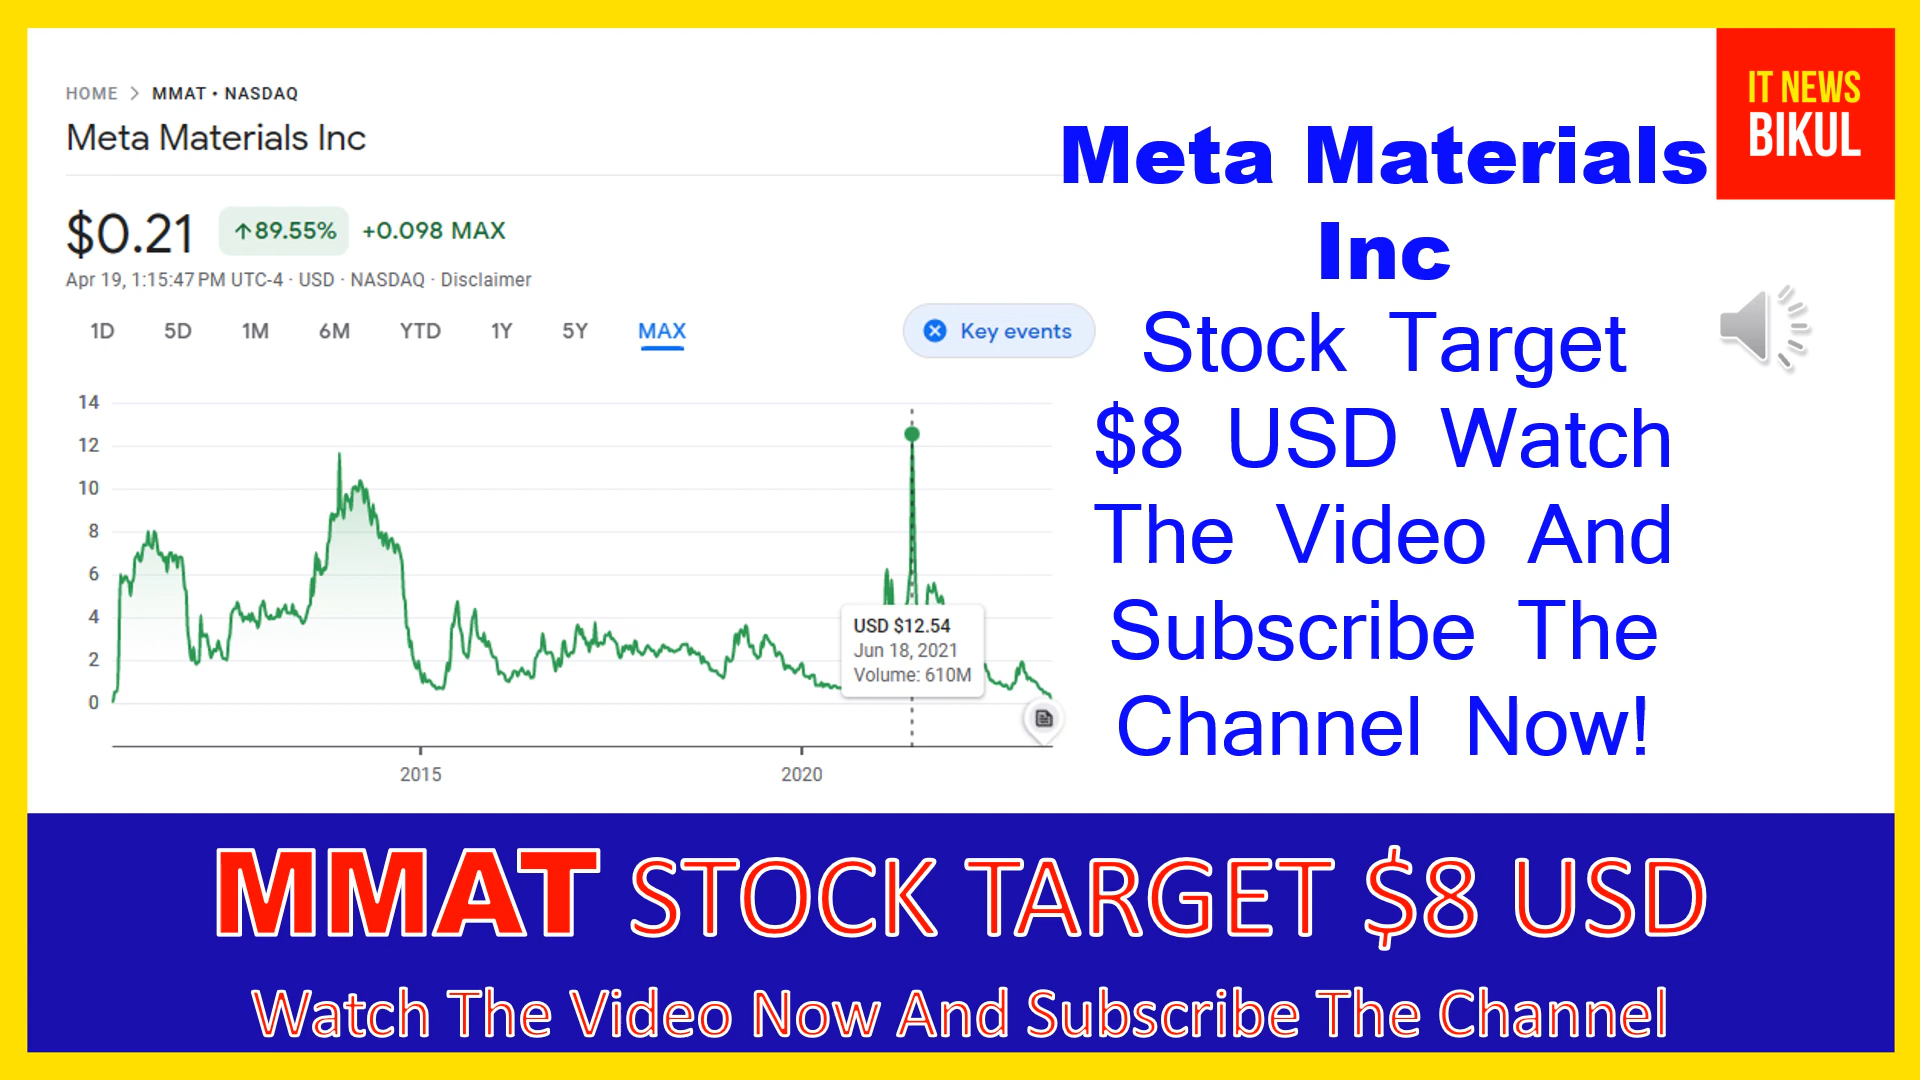 HOME > MMAT • NASDAQ
Meta Materials Inc
$0.21 ↑89.55% +0.098 MAX
Apr 19, 1:15:47 PM UTC-4 · USD · NASDAQ · Disclaimer
1D 5D 1M 6M YTD 1Y 5Y MAX
Key events
14
12
10
8
6
4
2
0
USD $12.54
Jun 18, 2021
Volume: 610M
2015 2020
Meta Materials
Inc
Stock Target
$8 USD Watch
The Video And
Subscribe The
Channel Now!
IT NEWS
BIKUL
MMAT STOCK TARGET $8 USD
Watch The Video Now And Subscribe The Channel